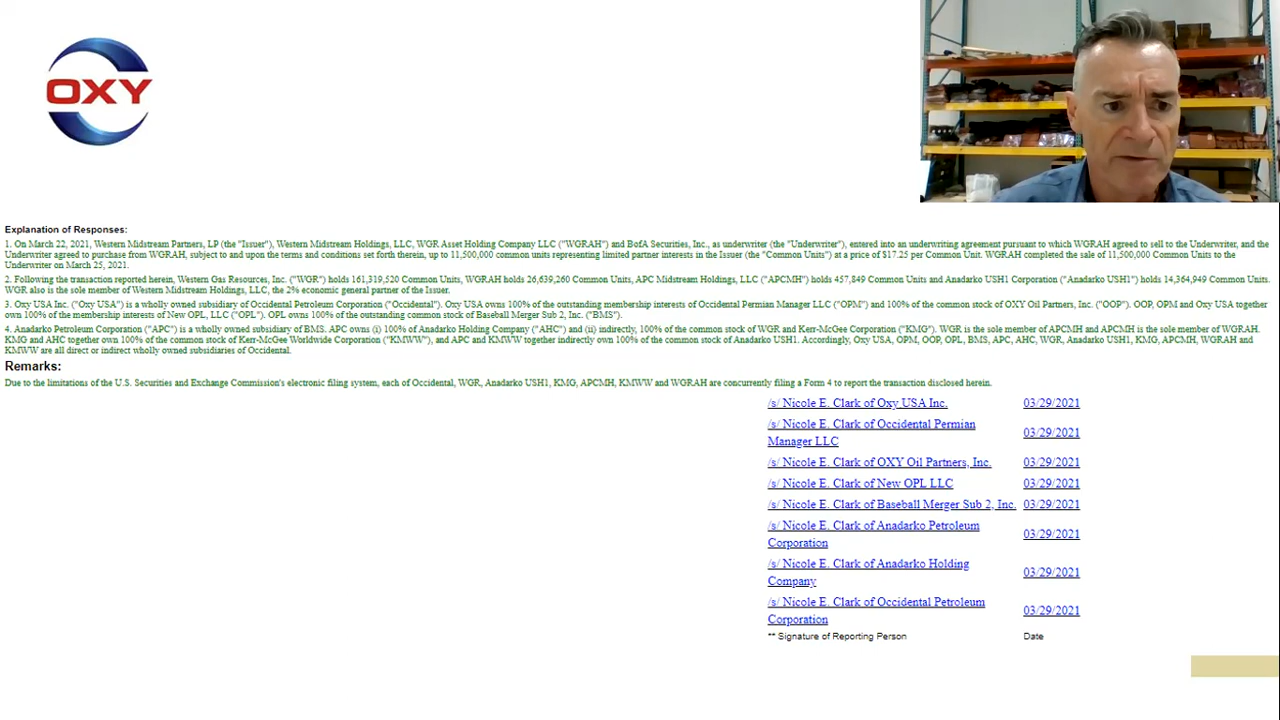 OXY
Explanation of Responses:
1. On March 22, 2021, Western Midstream Partners, LP (the "Issuer"), Western Midstream Holdings, LLC, WGR Asset Holding Company LLC ("WGRAH") and BofA Securities, Inc., as underwriter (the "Underwriter"), entered into an underwriting agreement pursuant to which WGRAH agreed to sell to the Underwriter, and the
Underwriter agreed to purchase from WGRAH, subject to and upon the terms and conditions set forth therein, up to 11,500,000 common units representing limited partner interests in the Issuer (the "Common Units") at a price of $17.25 per Common Unit. WGRAH completed the sale of 11,500,000 Common Units to the
Underwriter on March 25, 2021.
2. Following the transaction reported herein, Western Gas Resources, Inc. ("WGR") holds 161,319,520 Common Units, WGRAH holds 26,639,260 Common Units, APC Midstream Holdings, LLC ("APCMH") holds 457,849 Common Units and Anadarko USH1 Corporation ("Anadarko USH1") holds 14,364,949 Common Units.
WGR also is the sole member of Western Midstream Holdings, LLC, the 2% economic general partner of the Issuer.
3. Oxy USA Inc. ("Oxy USA") is a wholly owned subsidiary of Occidental Petroleum Corporation ("Occidental"). Oxy USA owns 100% of the outstanding membership interests of Occidental Permian Manager LLC ("OPM") and 100% of the common stock of OXY Oil Partners, Inc. ("OOP"). OOP, OPM and Oxy USA together
own 100% of the membership interests of New OPL, LLC ("OPL"). OPL owns 100% of the outstanding common stock of Baseball Merger Sub 2, Inc. ("BMS").
4. Anadarko Petroleum Corporation ("APC") is a wholly owned subsidiary of BMS. APC owns (i) 100% of Anadarko Holding Company ("AHC") and (ii) indirectly, 100% of the common stock of WGR and Kerr-McGee Corporation ("KMG"). WGR is the sole member of APCMH and APCMH is the sole member of WGRAH.
KMG and AHC together own 100% of the common stock of Kerr-McGee Worldwide Corporation ("KMWW"), and APC and KMWW together indirectly own 100% of the common stock of Anadarko USH1. Accordingly, Oxy USA, OPM, OOP, OPL, BMS, APC, AHC, WGR, Anadarko Ush1, KMG, APCMH, WGRAH and
KMWW are all direct or indirect wholly owned subsidiaries of Occidental.
Remarks:
Due to the limitations of the U.S. Securities and Exchange Commission's electronic filing system, each of Occidental, WGR, Anadarko USH1, KMG, APCMH, KMWW and WGRAH are concurrently filing a Form 4 to report the transaction disclosed herein.
/s/ Nicole E. Clark of Oxy USA Inc. 03/29/2021
/s/ Nicole E. Clark of Occidental Permian
Manager LLC 03/29/2021
/s/ Nicole E. Clark of OXY Oil Partners, Inc. 03/29/2021
/s/ Nicole E. Clark of New OPL LLC 03/29/2021
/s/ Nicole E. Clark of Baseball Merger Sub 2, Inc. 03/29/2021
/s/ Nicole E. Clark of Anadarko Petroleum
Corporation 03/29/2021
/s/ Nicole E. Clark of Anadarko Holding
Company 03/29/2021
/s/ Nicole E. Clark of Occidental Petroleum
Corporation 03/29/2021
** Signature of Reporting Person Date